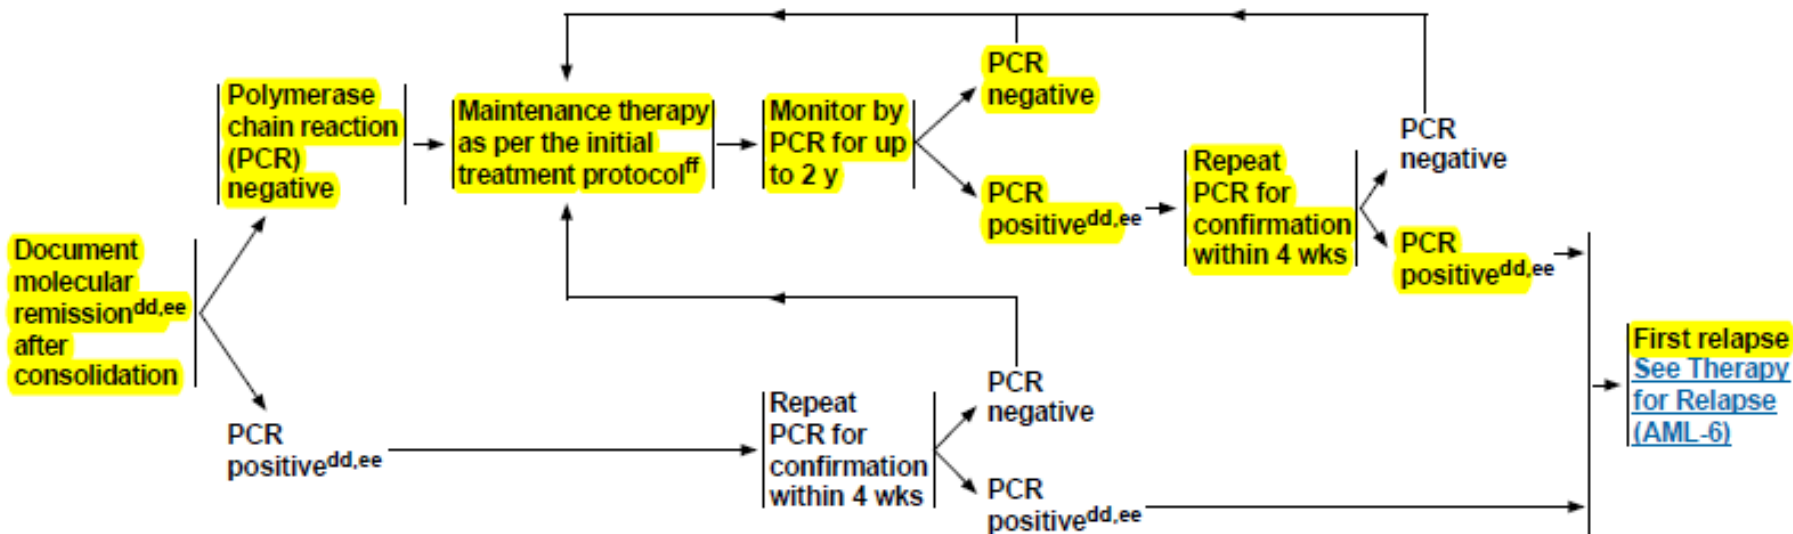 Document
molecular
remissiondd,ee
after
consolidation
Polymerase
chain reaction
(PCR)
negative
PCR
positivedd,ee
Maintenance therapy
as per the initial
treatment protocolff
Monitor by
PCR for up
to 2 y
PCR
negative
PCR
positivedd,ee
Repeat
PCR for
confirmation
within 4 wks
PCR
negative
PCR
positivedd,ee
Repeat
PCR for
confirmation
within 4 wks
PCR
negative
PCR
positivedd,ee
First relapse
See Therapy
for Relapse
(AML-6)